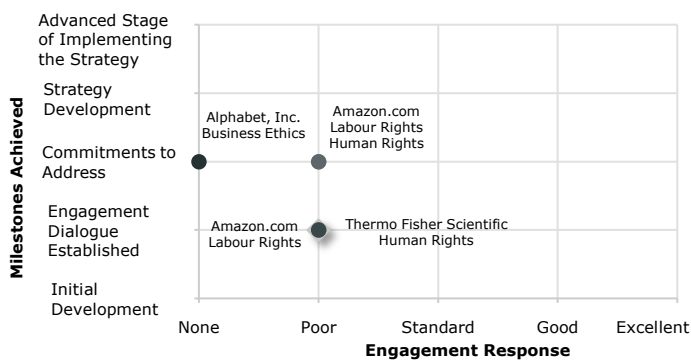 Advanced Stage
of Implementing
the Strategy
Strategy
Development
Alphabet, Inc.
Business Ethics
Amazon.com
Labour Rights
Human Rights
Milestones Achieved
Commitments to
Address
Engagement
Dialogue
Established
Amazon.com
Labour Rights
Thermo Fisher Scientific
Human Rights
Initial
Development
None Poor Standard Good Excellent
Engagement Response